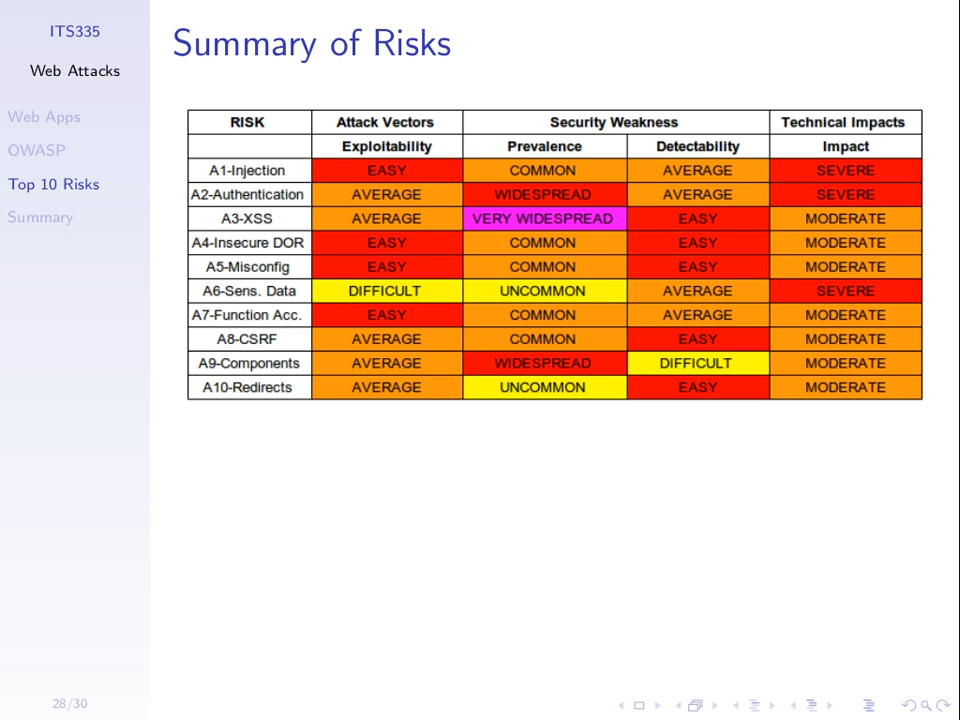 ITS335
Web Attacks
Web Apps
OWASP
Top 10 Risks
Summary
28/30
Summary of Risks
RISK Attack Vectors Security Weakness Technical Impacts
Exploitability Prevalence Detectability Impact
A1-Injection EASY COMMON AVERAGE SEVERE
A2-Authentication AVERAGE WIDESPREAD AVERAGE SEVERE
A3-XSS AVERAGE VERY WIDESPREAD EASY MODERATE
A4-Insecure DOR EASY COMMON EASY MODERATE
A5-Misconfig EASY COMMON EASY MODERATE
A6-Sens. Data DIFFICULT UNCOMMON AVERAGE SEVERE
A7-Function Acc. EASY COMMON AVERAGE MODERATE
A8-CSRF AVERAGE COMMON EASY MODERATE
A9-Components AVERAGE WIDESPREAD DIFFICULT MODERATE
A10-Redirects AVERAGE UNCOMMON EASY MODERATE